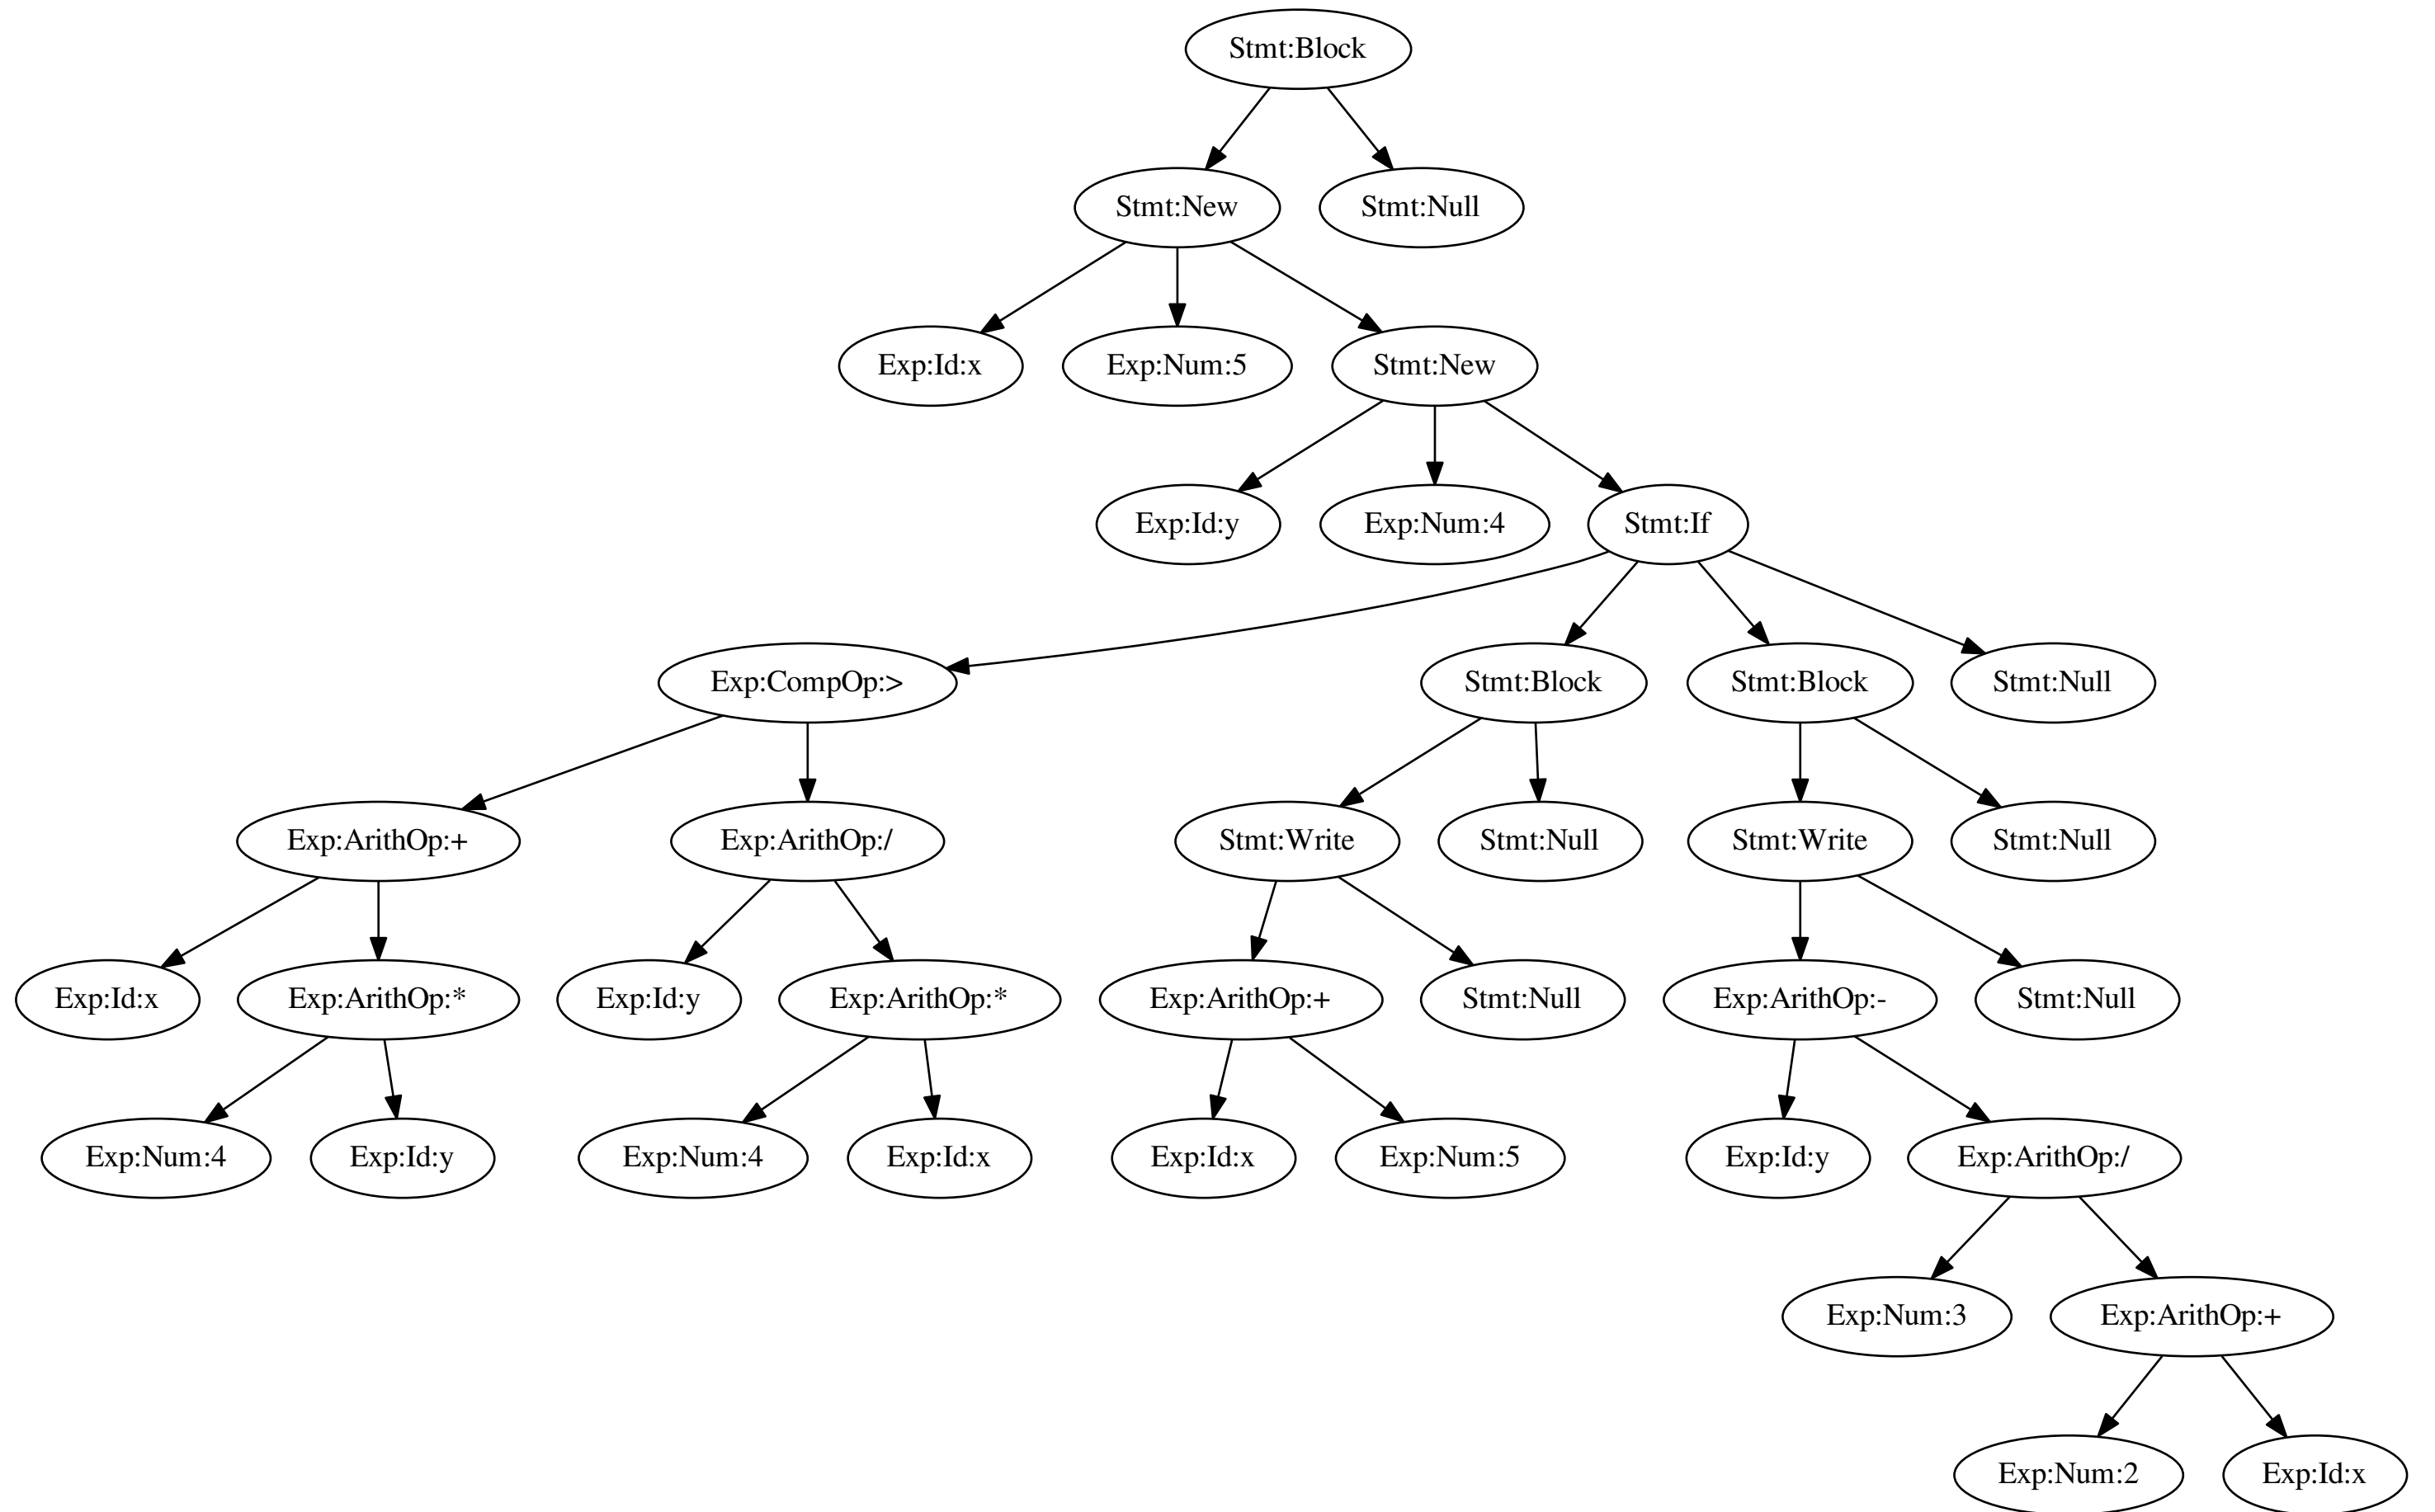 Stmt:Block
Stmt:New
Stmt:Null
Exp:Id:x
Exp:Num:5
Stmt:New
Exp:Id:y
Exp:Num:4
Stmt:If
Exp:CompOp:>
Stmt:Block
Stmt:Block
Stmt:Null
Exp:ArithOp:+
Exp:ArithOp:/
Stmt:Write
Stmt:Null
Stmt:Write
Stmt:Null
Exp:Id:x
Exp:ArithOp:*
Exp:Id:y
Exp:ArithOp:*
Exp:ArithOp:+
Stmt:Null
Exp:ArithOp:-
Stmt:Null
Exp:Num:4
Exp:Id:y
Exp:Num:4
Exp:Id:x
Exp:Id:x
Exp:Num:5
Exp:Id:y
Exp:ArithOp:/
Exp:Num:3
Exp:ArithOp:+
Exp:Num:2
Exp:Id:x